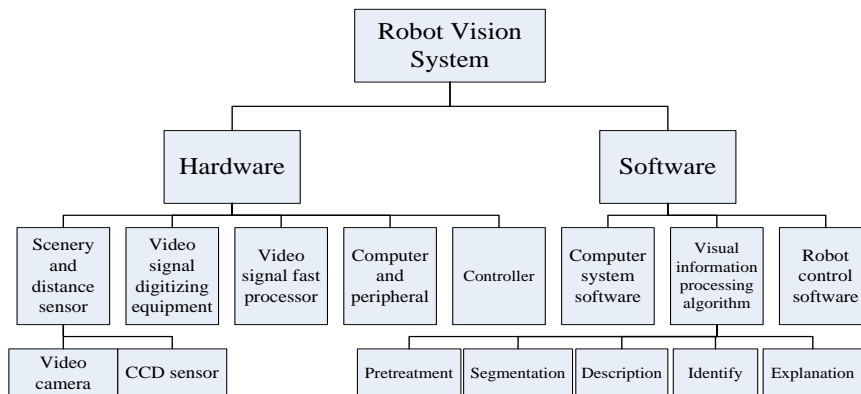 Robot Vision
System
Hardware
Software
Scenery
and
distance
sensor
Video
signal
digitizing
equipment
Video
signal fast
processor
Computer
and
peripheral
Controller
Computer
system
software
Visual
information
processing
algorithm
Robot
control
software
Video
camera
CCD sensor
Pretreatment
Segmentation
Description
Identify
Explanation